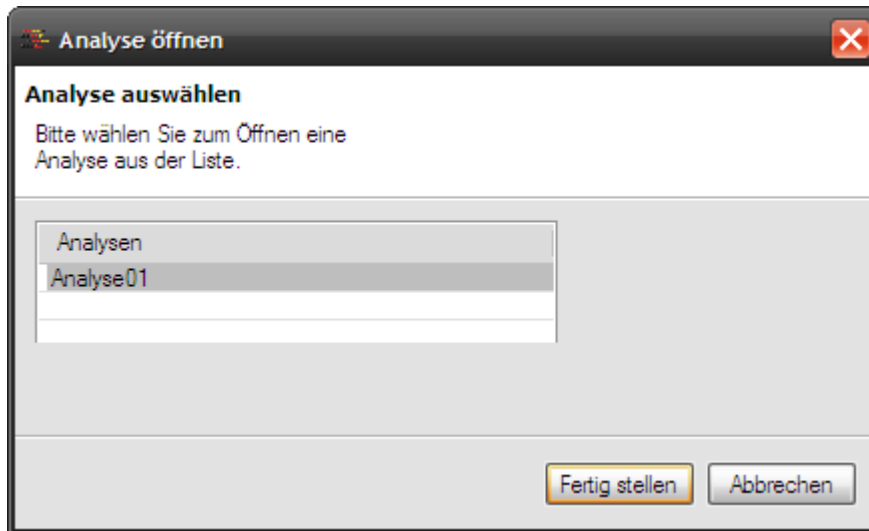 Analyse öffnen
Analyse auswählen
Bitte wählen Sie zum Öffnen eine
Analyse aus der Liste.
Analysen
Analyse01
Fertig stellen
Abbrechen